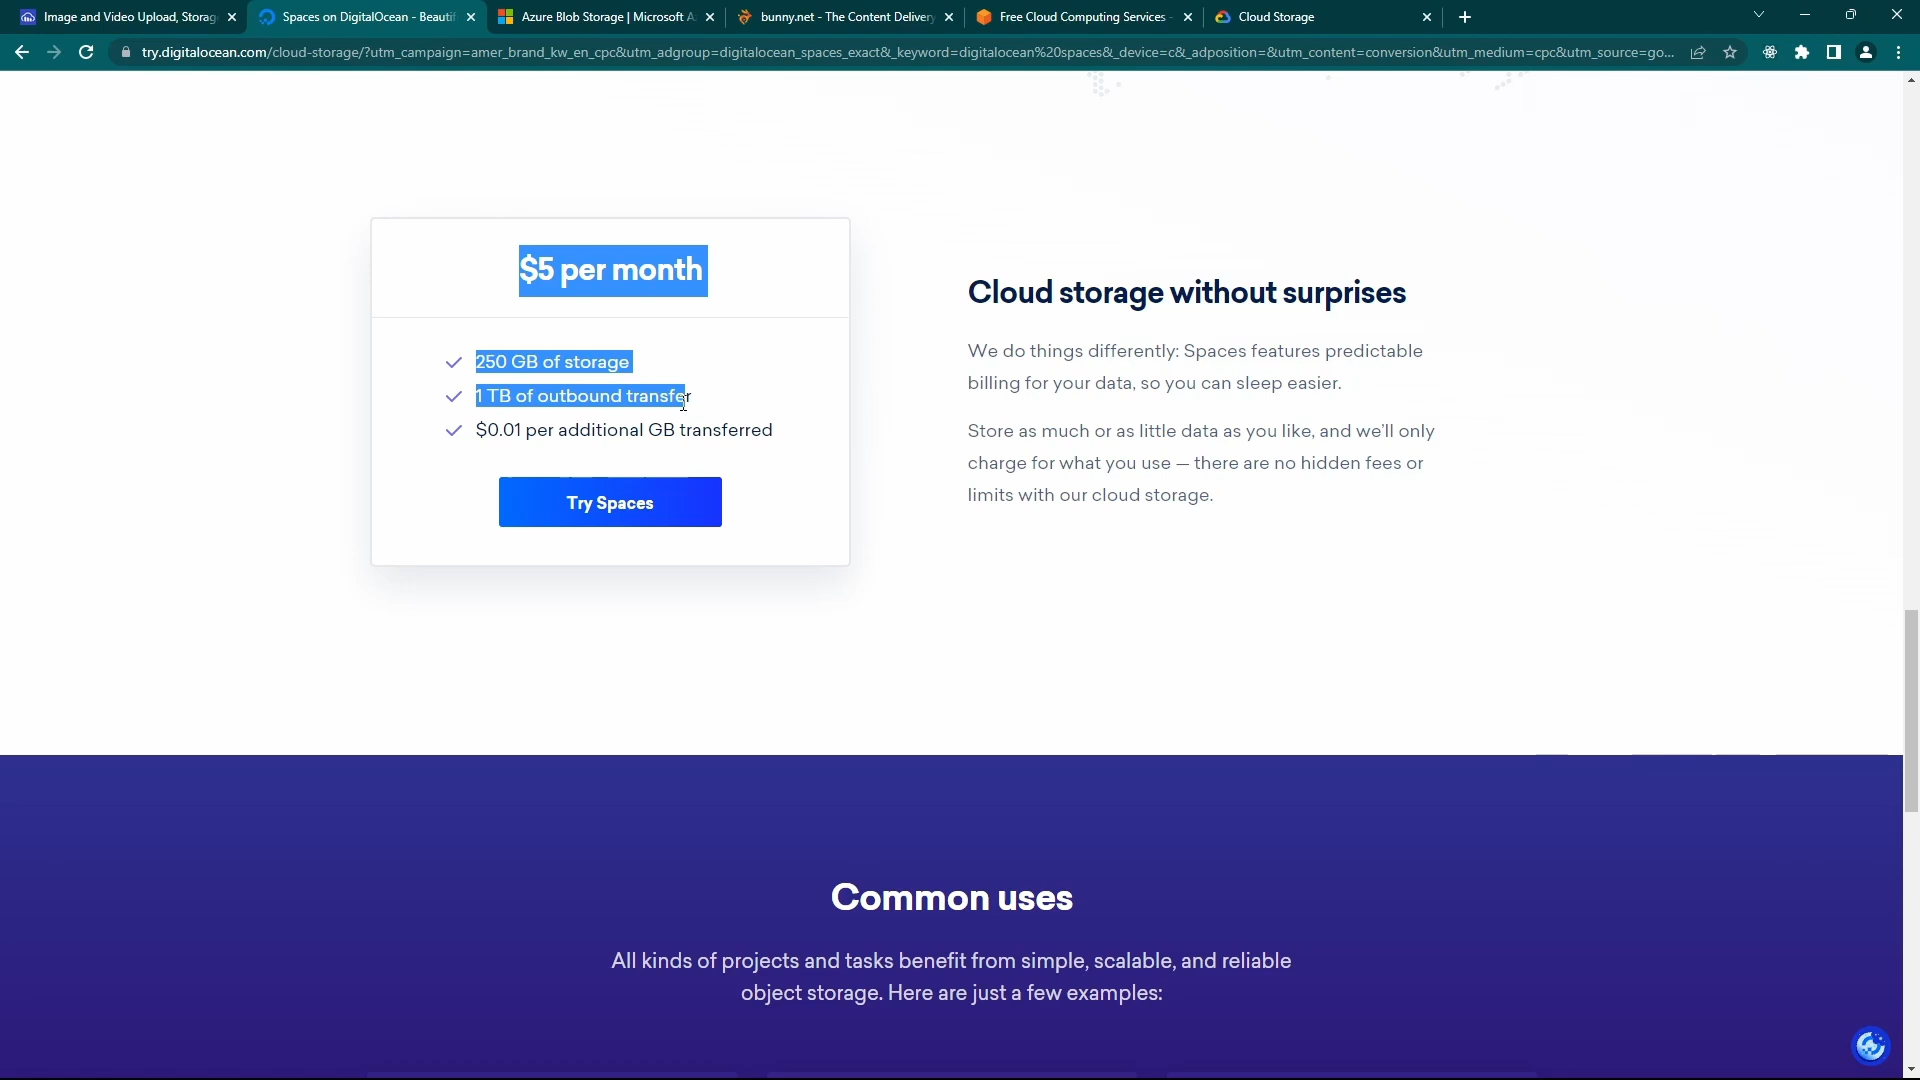 Image and Video Upload, Storag
Spaces on DigitalOcean - Beautif
Azure Blob Storage | Microsoft A
bunny.net - The Content Delivery
Free Cloud Computing Services -
Cloud Storage
try.digitalocean.com/cloud-storage/?utm_campaign=amer_brand_kw_en_cpc&utm_adgroup=digitalocean_spaces_exact&_keyword=digitalocean%20spaces&_device=c&_adposition=&utm_content=conversion&utm_medium=cpc&utm_source=go...
$5 per month
250 GB of storage
1 TB of outbound transfer
$0.01 per additional GB transferred
Try Spaces
Cloud storage without surprises
We do things differently: Spaces features predictable
billing for your data, so you can sleep easier.
Store as much or as little data as you like, and we'll only
charge for what you use — there are no hidden fees or
limits with our cloud storage.
Common uses
All kinds of projects and tasks benefit from simple, scalable, and reliable
object storage. Here are just a few examples: